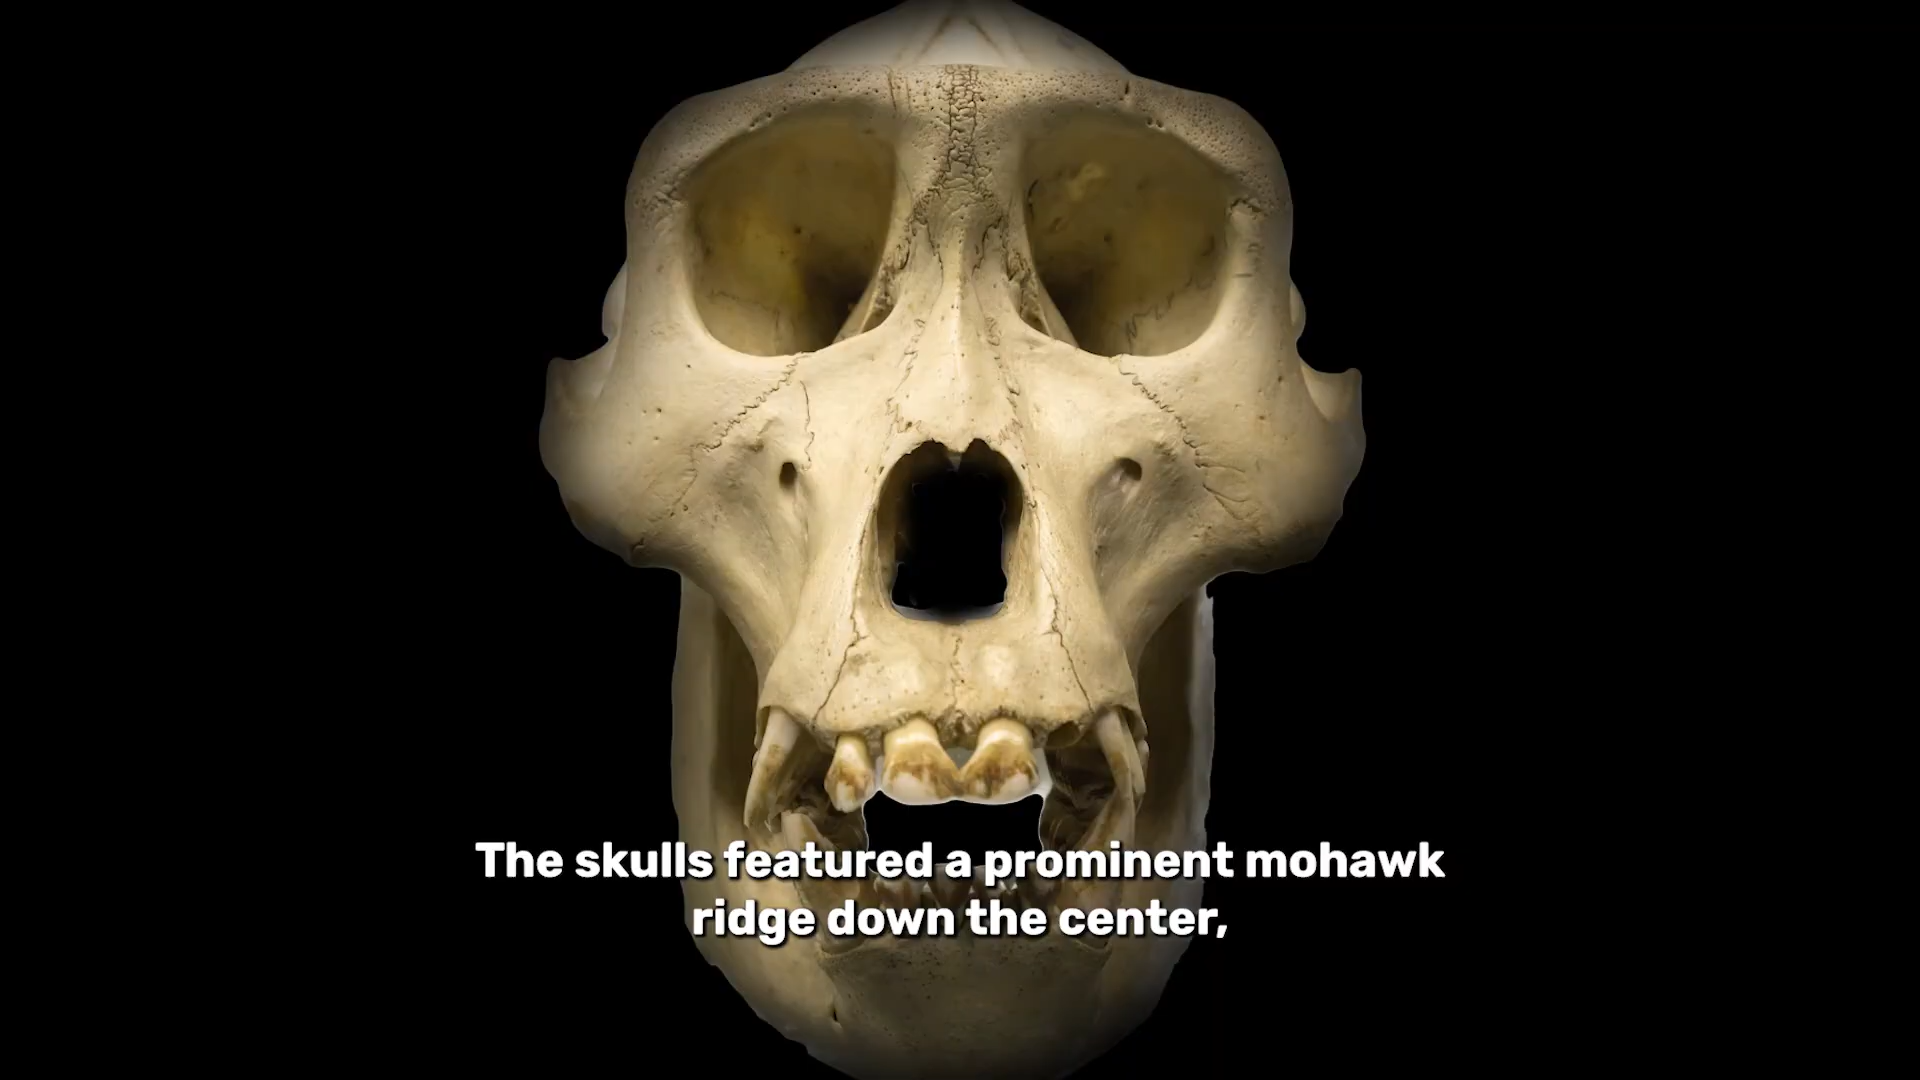 The skulls featured a prominent mohawk
ridge down the center,